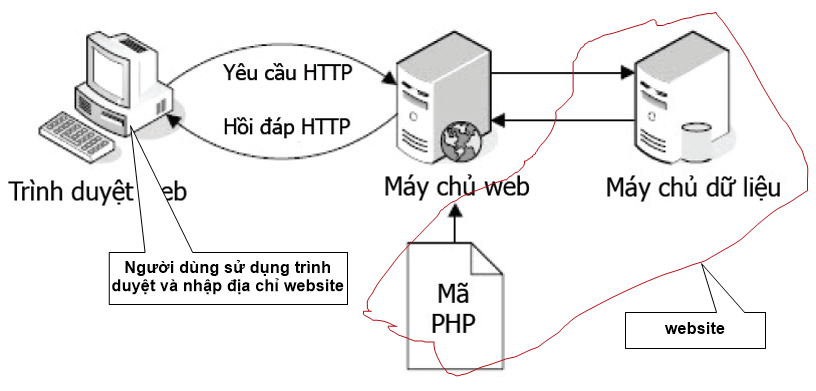 Yêu cầu HTTP
Hồi đáp HTTP
Trình duyệt eb
Máy chủ web
Máy chủ dữ liệu
Người dùng sử dụng trình
duyệt và nhập địa chỉ website
Mã
PHP
website